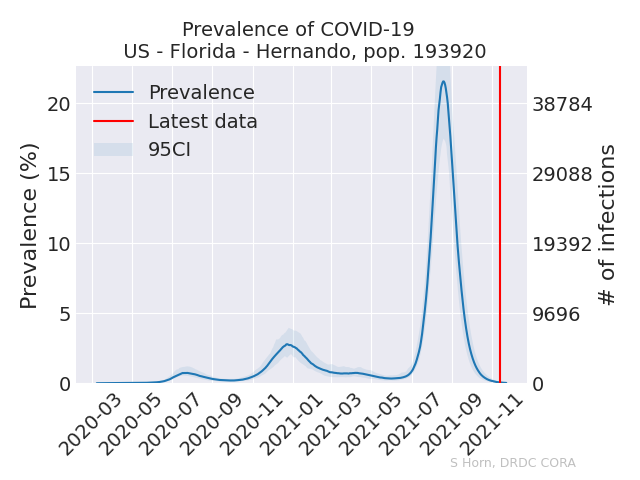 Prevalence of COVID-19
US - Florida - Hernando, pop. 193920
Prevalence
Latest data
95CI
Prevalence (%)
20
15
10
5
0
38784
29088
19392
9696
0
# of infections
2020-03
2020-05
2020-07
2020-09
2020-11
2021-01
2021-03
2021-05
2021-07
2021-09
2021-11
S Horn, DRDC CORA